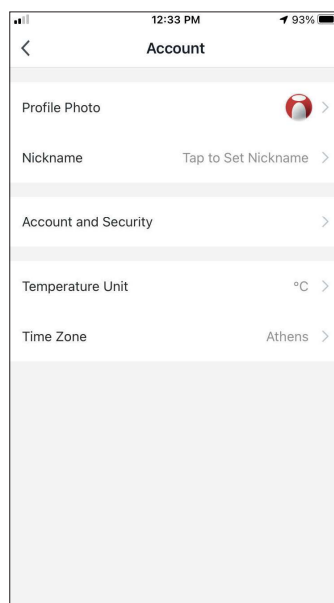 12:33 PM 93%
Account
Profile Photo
Nickname Tap to Set Nickname
Account and Security
Temperature Unit °C
Time Zone Athens